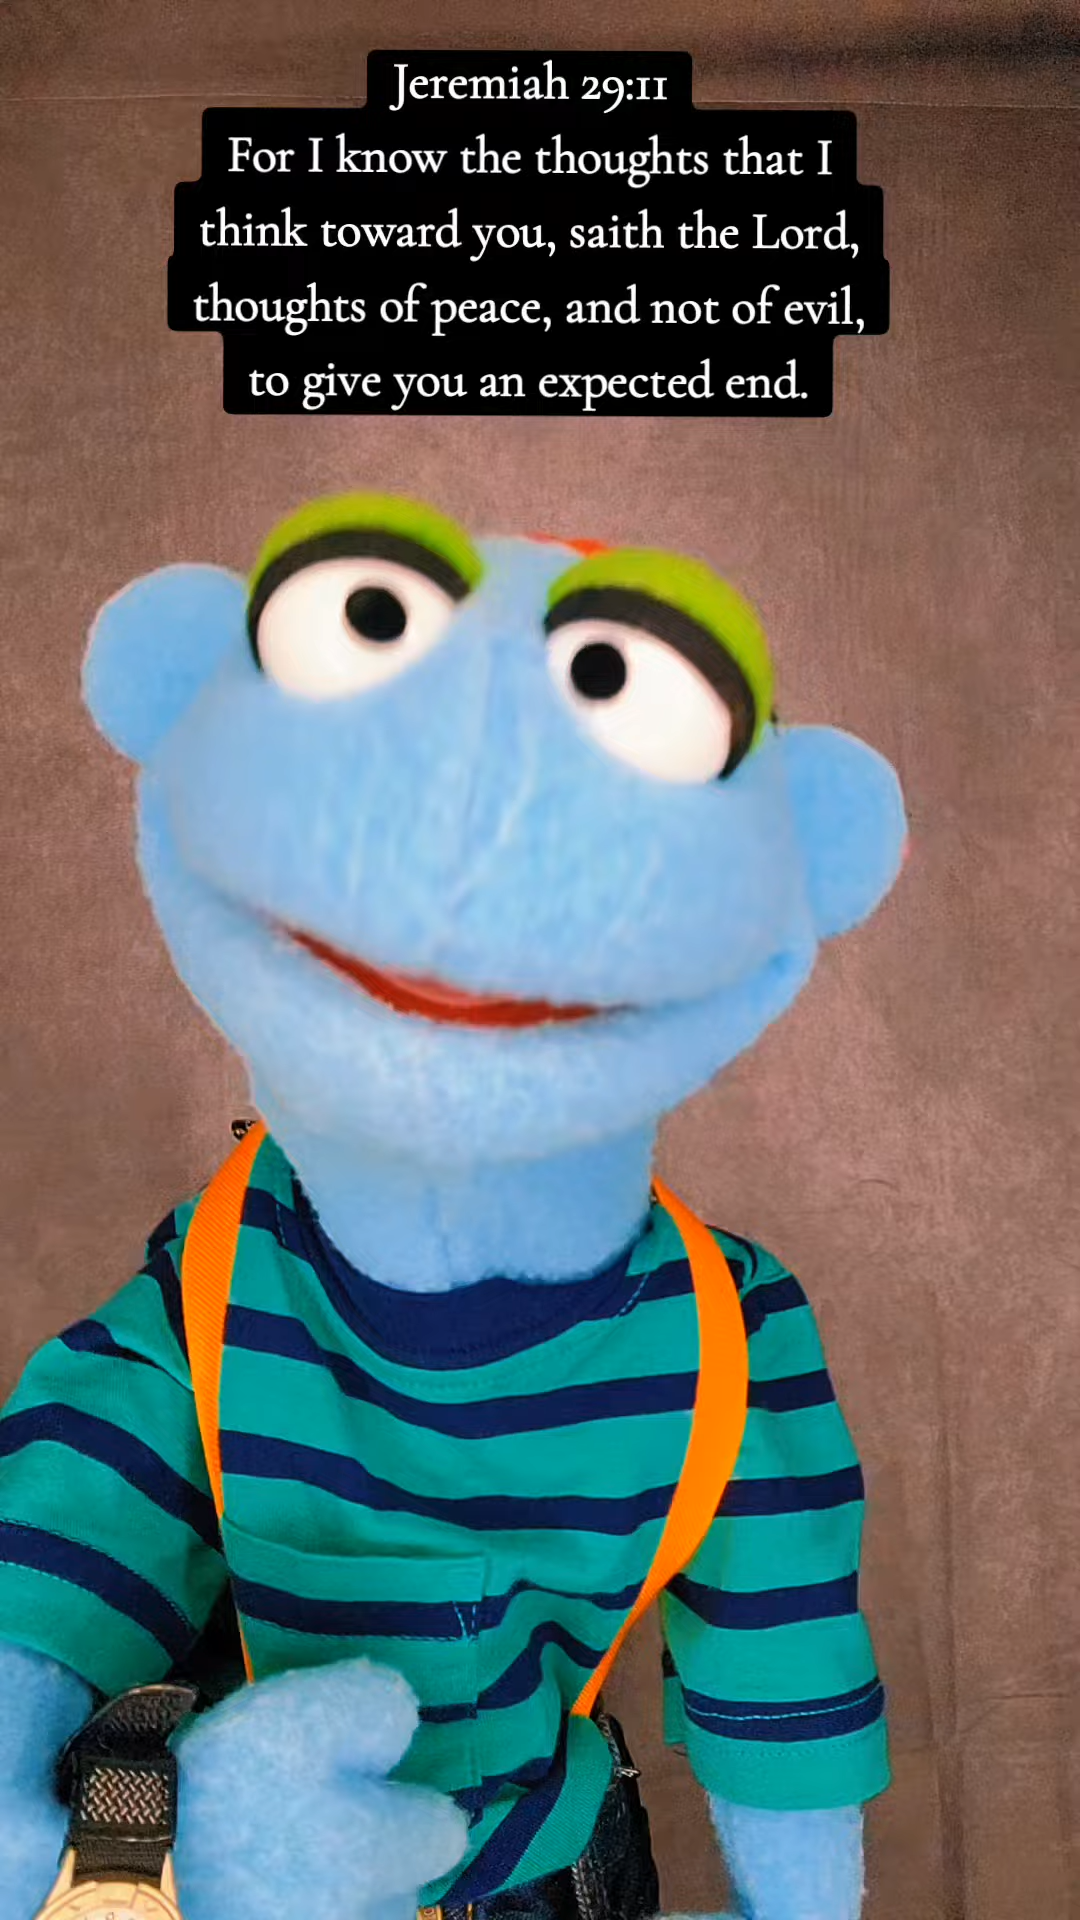 Jeremiah 29:11
For I know the thoughts that I
think toward you, saith the Lord,
thoughts of peace, and not of evil,
to give you an expected end.